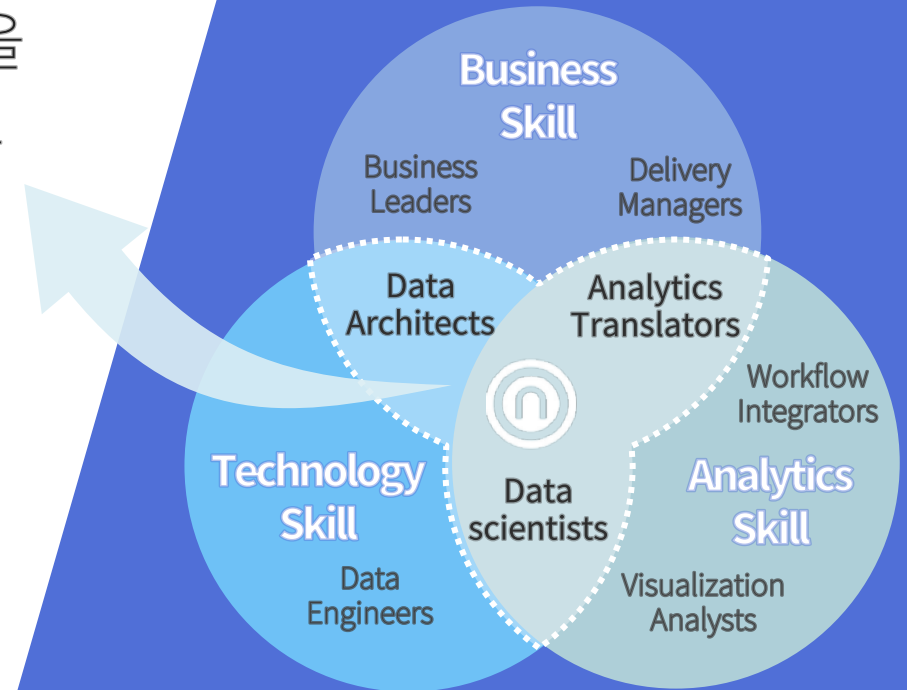 을
Business
Skill
Business
Leaders
Delivery
Managers
Data
Architects
Analytics
Translators
Workflow
Integrators
n
Technology
Skill
Analytics
Skill
Data
scientists
Data
Engineers
Visualization
Analysts